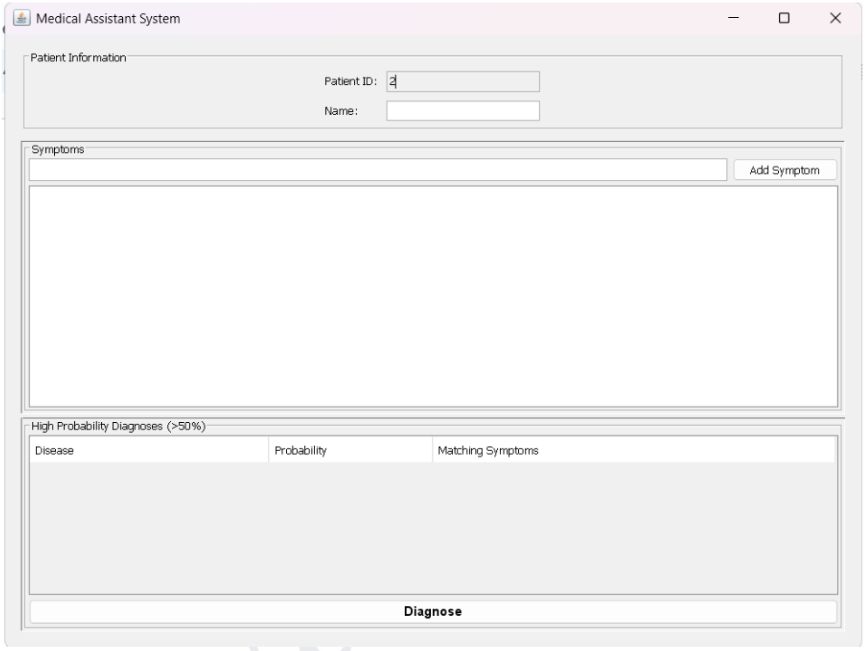 Medical Assistant System
Patient Information
Patient ID: 2
Name:
Symptoms
Add Symptom
High Probability Diagnoses (>50%)
Disease Probability Matching Symptoms
Diagnose